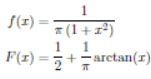 f(x) = 1 / (π (1 + x²))
F(x) = 1/2 + 1/π arctan(x)